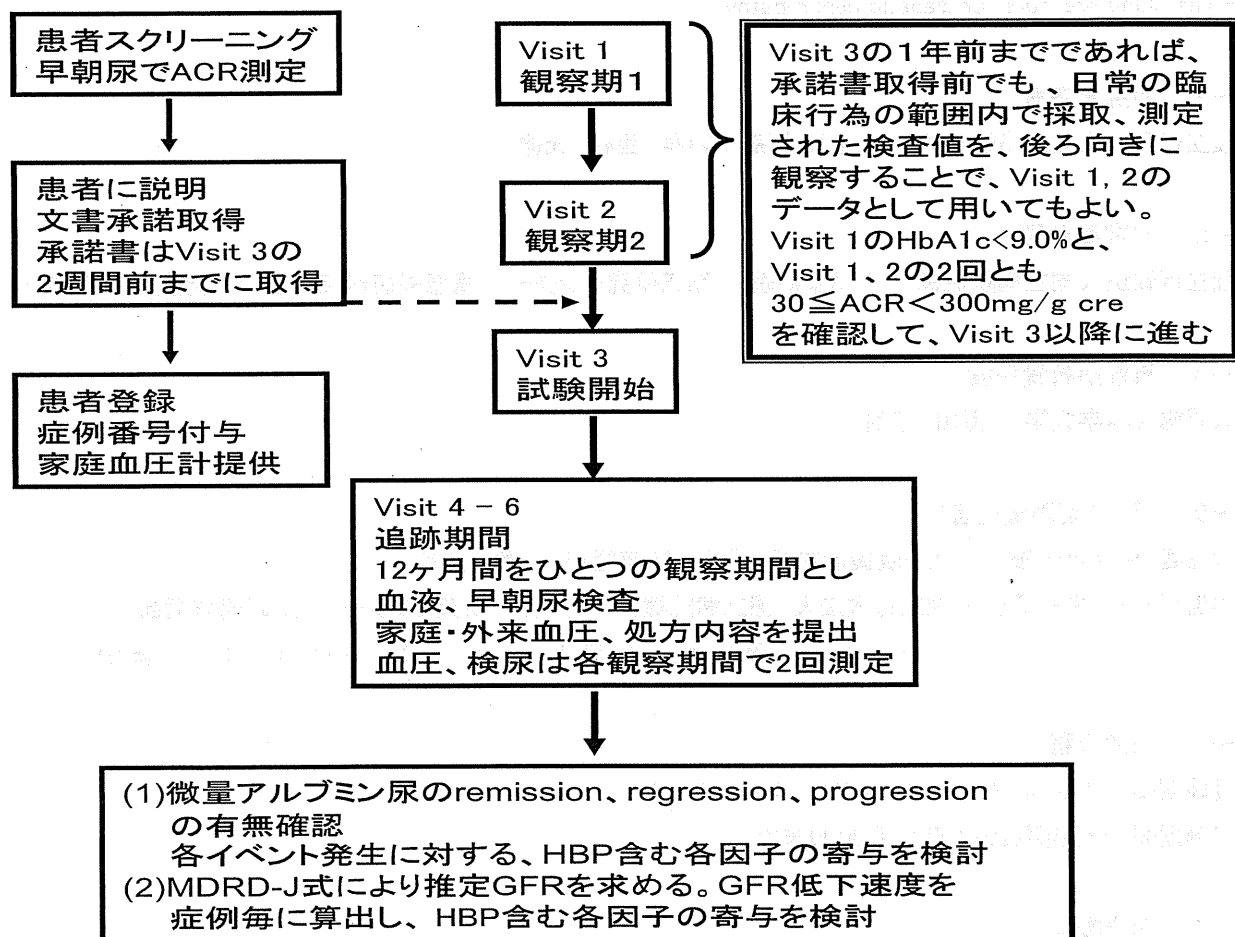 患者スクリーニング
早朝尿でACR測定
患者に説明
文書承諾取得
承諾書はVisit 3の
2週間前までに取得
患者登録
症例番号付与
家庭血圧計提供
Visit 1
観察期1
Visit 2
観察期2
Visit 3
試験開始
Visit 3の1年前まででであれば、
承諾書取得前でも、日常の臨
床行為の範囲内で採取、測定
された検査値を、後ろ向きに
観察することで、Visit 1, 2の
データとして用いてもよい。
Visit 1のHbA1c<9.0%と、
Visit 1、2の2回とも
30≦ACR<300mg/g cre
を確認して、Visit 3以降に進む
Visit 4 − 6
追跡期間
12ヶ月間をひとつの観察期間とし
血液、早朝尿検査
家庭・外来血圧、処方内容を提出
血圧、検尿は各観察期間で2回測定
(1)微量アルブミン尿のremission、regression、progression
の有無確認
各イベント発生に対する、HBP含む各因子の寄与を検討
(2)MDRD-J式により推定GFRを求める。GFR低下速度を
症例毎に算出し、HBP含む各因子の寄与を検討